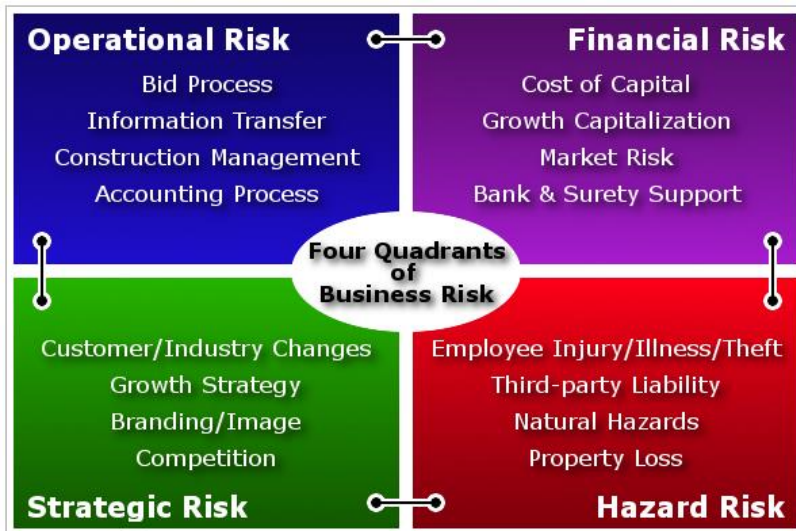 Operational Risk
Bid Process
Information Transfer
Construction Management
Accounting Process
Financial Risk
Cost of Capital
Growth Capitalization
Market Risk
Bank & Surety Support
Four Quadrants
of
Business Risk
Customer/Industry Changes
Growth Strategy
Branding/Image
Competition
Strategic Risk
Employee Injury/Illness/Theft
Third-party Liability
Natural Hazards
Property Loss
Hazard Risk